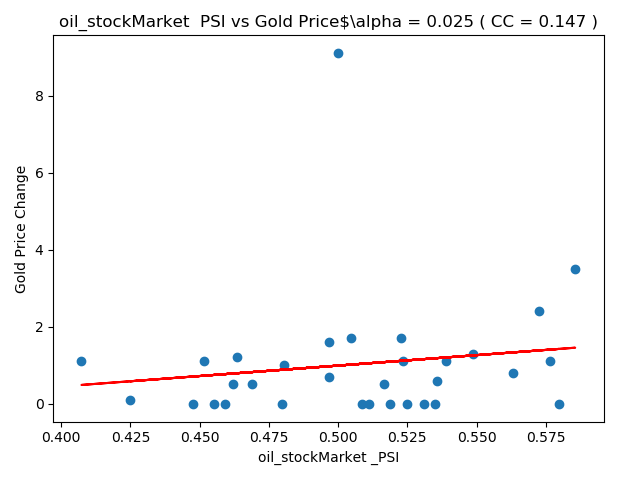 oil_stockMarket  PSI vs Gold Price$\alpha = 0.025 ( CC = 0.147 )
Gold Price Change
8
6
4
2
0
0.400 0.425 0.450 0.475 0.500 0.525 0.550 0.575
oil_stockMarket _PSI